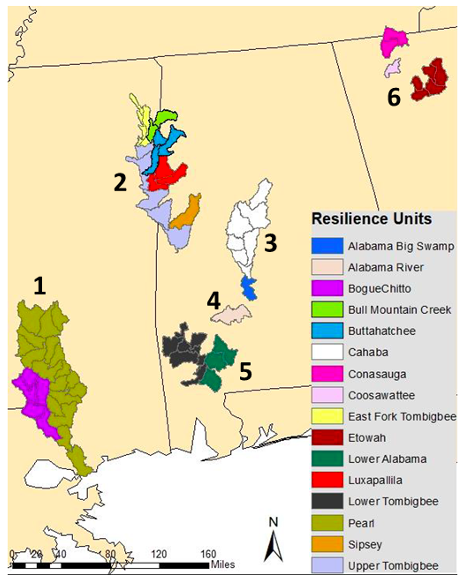 6
2
3
Resilience Units
Alabama Big Swamp
Alabama River
BogueChitto
Bull Mountain Creek
Buttahatchee
Cahaba
Conasauga
Coosawattee
East Fork Tombigbee
Etowah
Lower Alabama
Luxapallila
Lower Tombigbee
Pearl
Sipsey
Upper Tombigbee
4
1
5
N
0 20 40 80 120 160
Miles